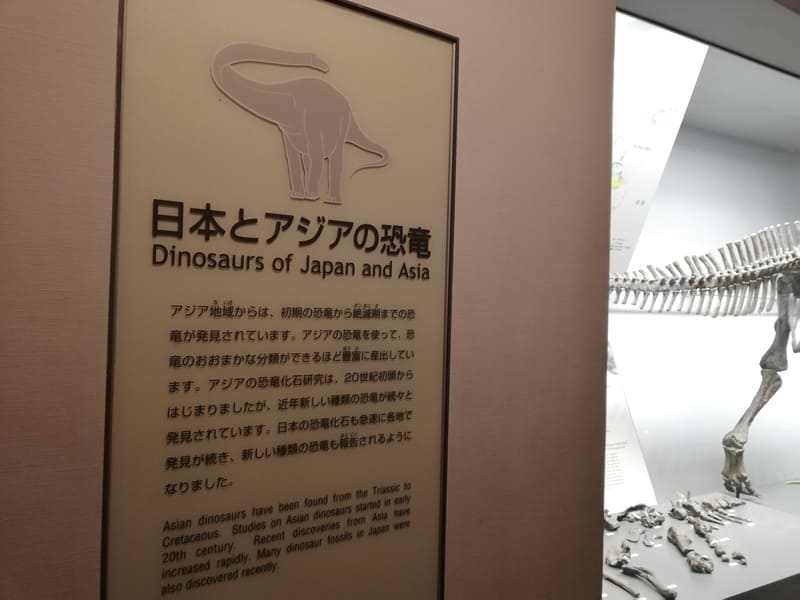 日本とアジアの恐竜
Dinosaurs of Japan and Asia
アジア地域からは、初期の恐竜から絶滅期までの恐
竜が発見されています。アジアの恐竜を使って、恐
竜のおおまかな分類ができるほど豊富に産出してい
ます。アジアの恐竜化石研究は、20世紀初頭から
はじまりましたが、近年新しい種類の恐竜が続々と
発見されています。日本の恐竜化石も急速に各地で
発見が続き、新しい種類の恐竜も報告されるように
なりました。
Asian dinosaurs have been found from the Triassic to
Cretaceous. Studies on Asian dinosaurs started in early
20th century. Recent discoveries from Asia have
increased rapidly. Many dinosaur fossils in Japan were
also discovered recently.